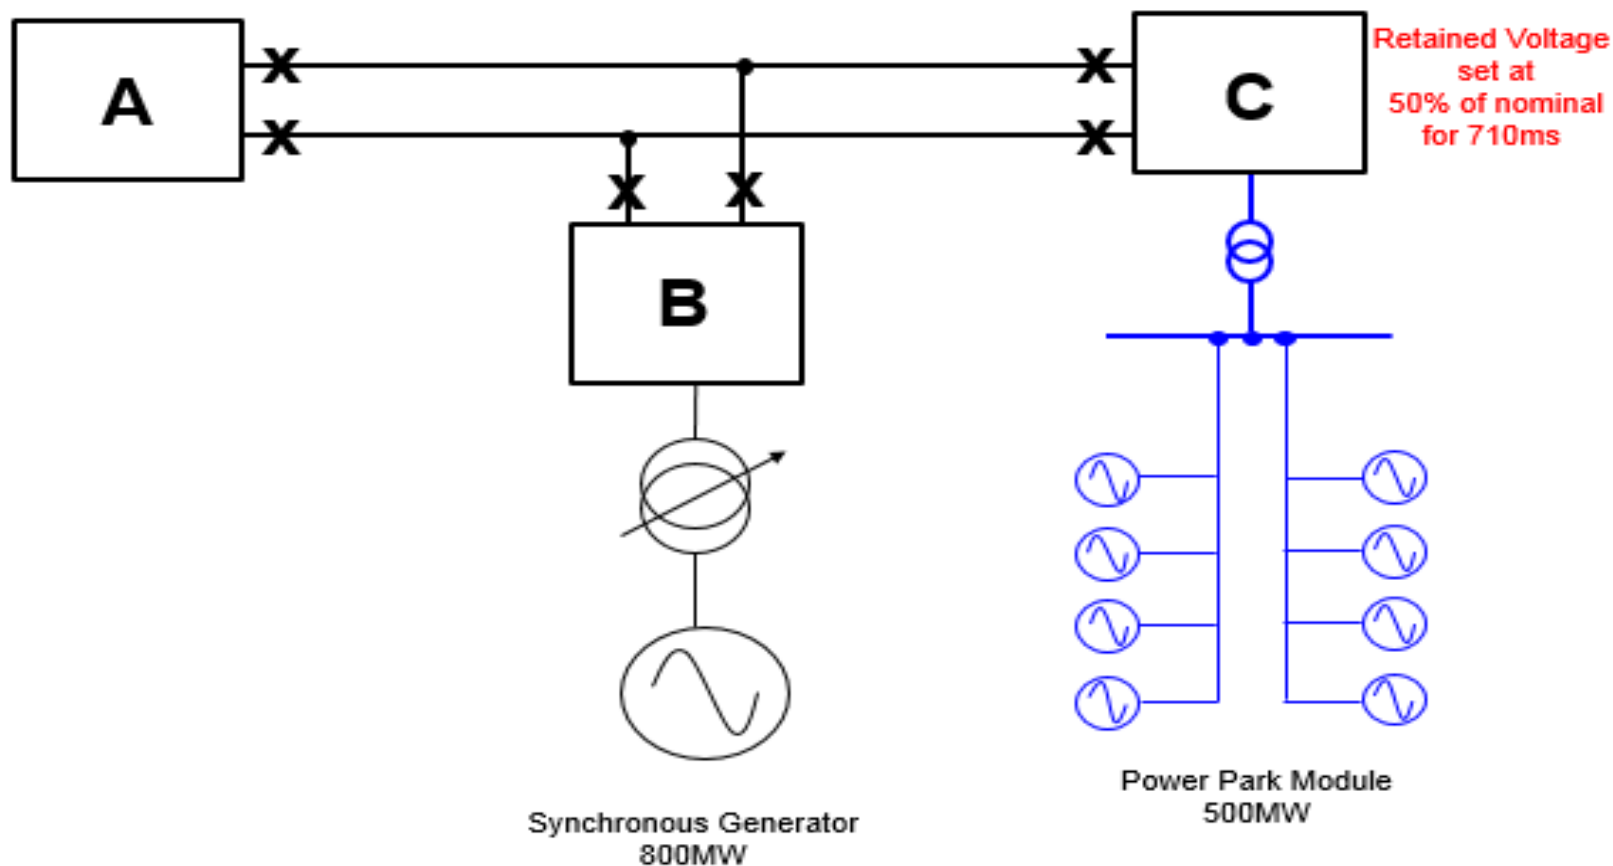 A
B
C
Retained Voltage
set at
50% of nominal
for 710ms
Synchronous Generator
800MW
Power Park Module
500MW